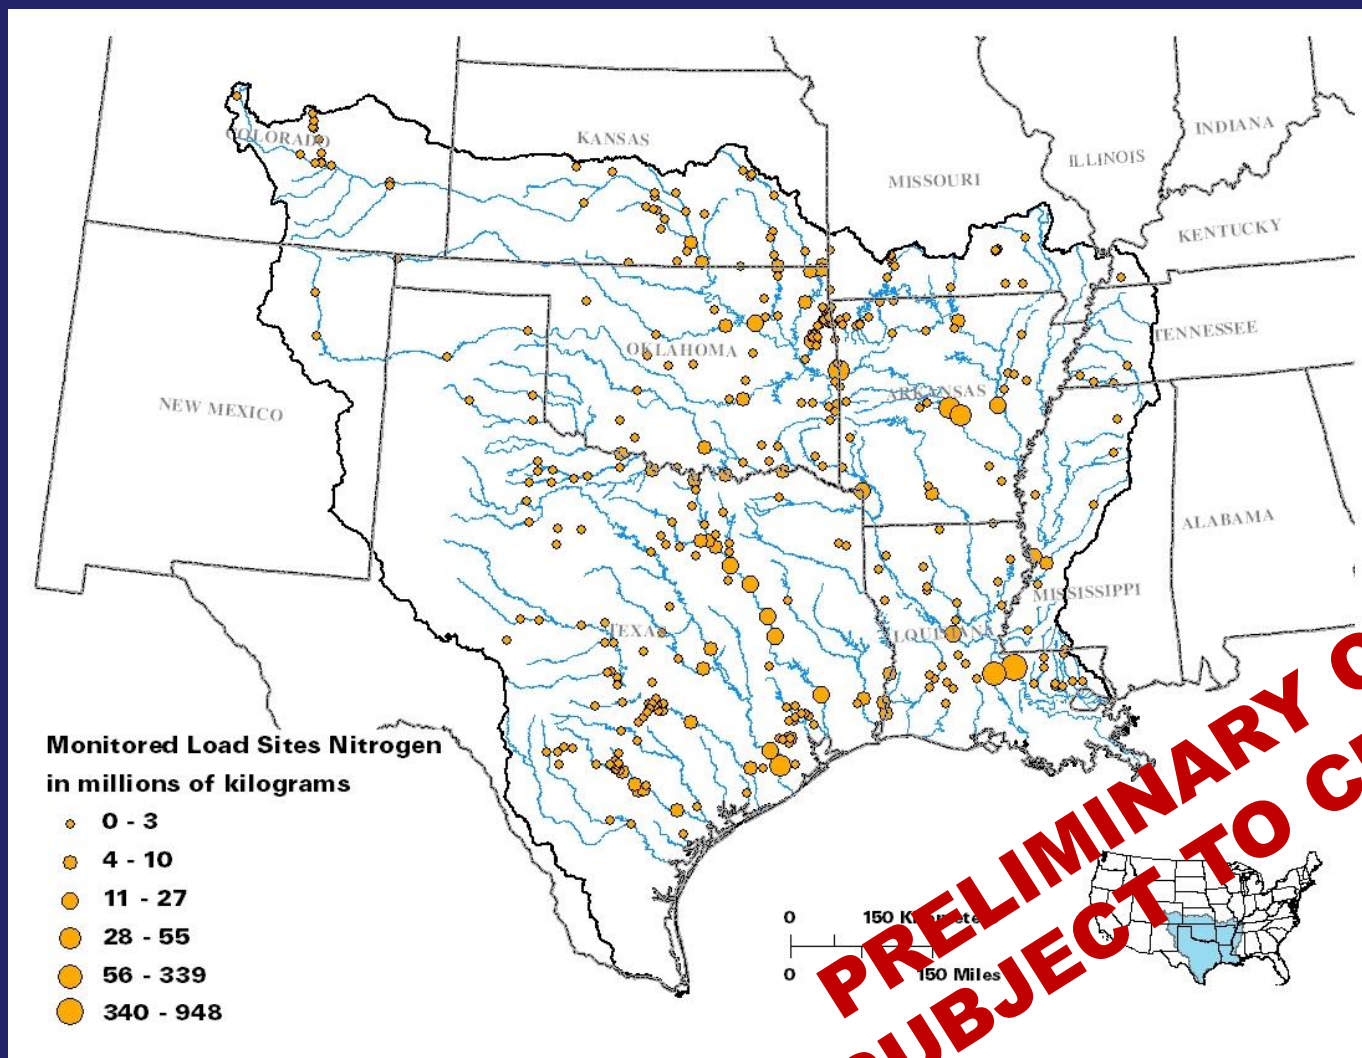 COLORADO
KANSAS
MISSOURI
ILLINOIS
INDIANA
KENTUCKY
TENNESSEE
OKLAHOMA
ARKANSAS
NEW MEXICO
ALABAMA
MISSISSIPPI
TEXAS
LOUISIANA
Monitored Load Sites Nitrogen
in millions of kilograms
0 - 3
4 - 10
11 - 27
28 - 55
56 - 339
340 - 948
0 150 Kilometers
0 150 Miles
PRELIMINARY
SUBJECT TO